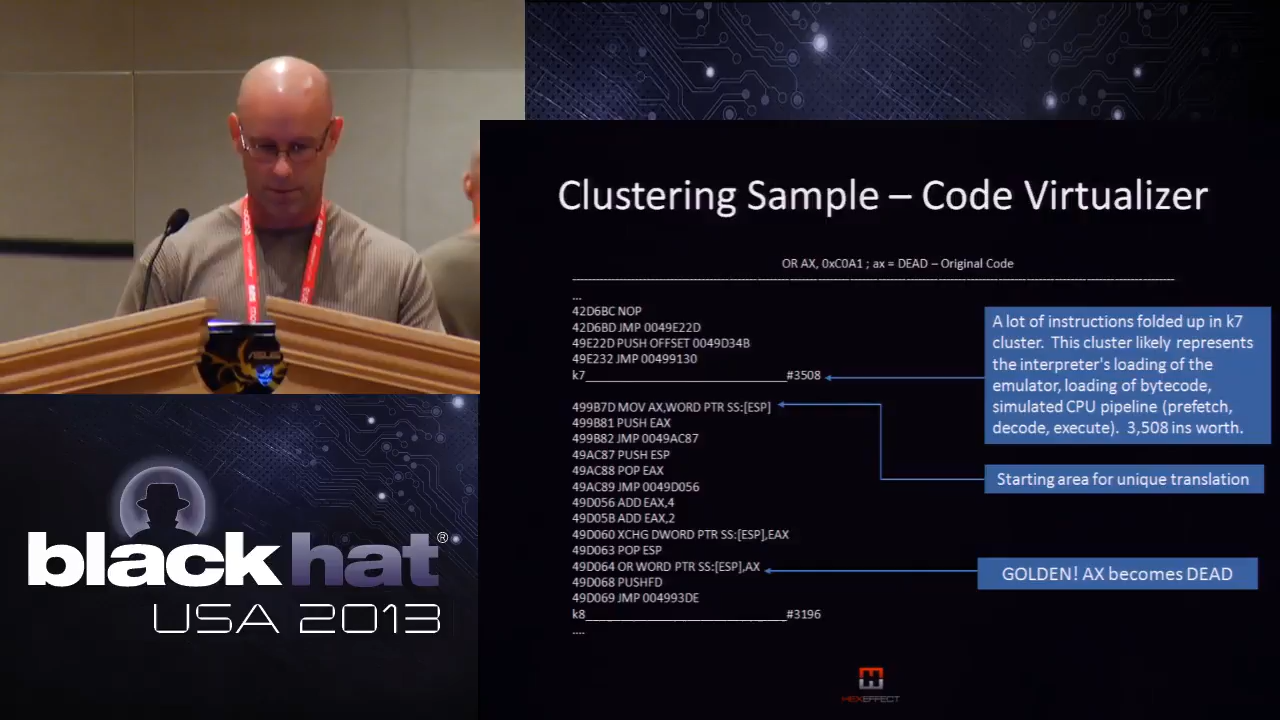 Clustering Sample – Code Virtualizer
OR AX, 0xC0A1 ; ax = DEAD – Original Code
...
42D6BC NOP
42D6BD JMP 0049E22D
49E22D PUSH OFFSET 0049D34B
49E232 JMP 00499130
k7_______________________________#3508
499B7D MOV AX,WORD PTR SS:[ESP]
499B81 PUSH EAX
499B82 JMP 0049AC87
49AC87 PUSH ESP
49AC88 POP EAX
49AC89 JMP 0049D056
49D056 ADD EAX,4
49D05B ADD EAX,2
49D060 XCHG DWORD PTR SS:[ESP],EAX
49D063 POP ESP
49D064 OR WORD PTR SS:[ESP],AX
49D068 PUSHFD
49D069 JMP 004993DE
k8_______________________________#3196
....
A lot of instructions folded up in k7
cluster. This cluster likely represents
the interpreter's loading of the
emulator, loading of bytecode,
simulated CPU pipeline (prefetch,
decode, execute). 3,508 ins worth.
Starting area for unique translation
GOLDEN! AX becomes DEAD
HEXEFFECT
ASUS
blackhat®
USA 2013